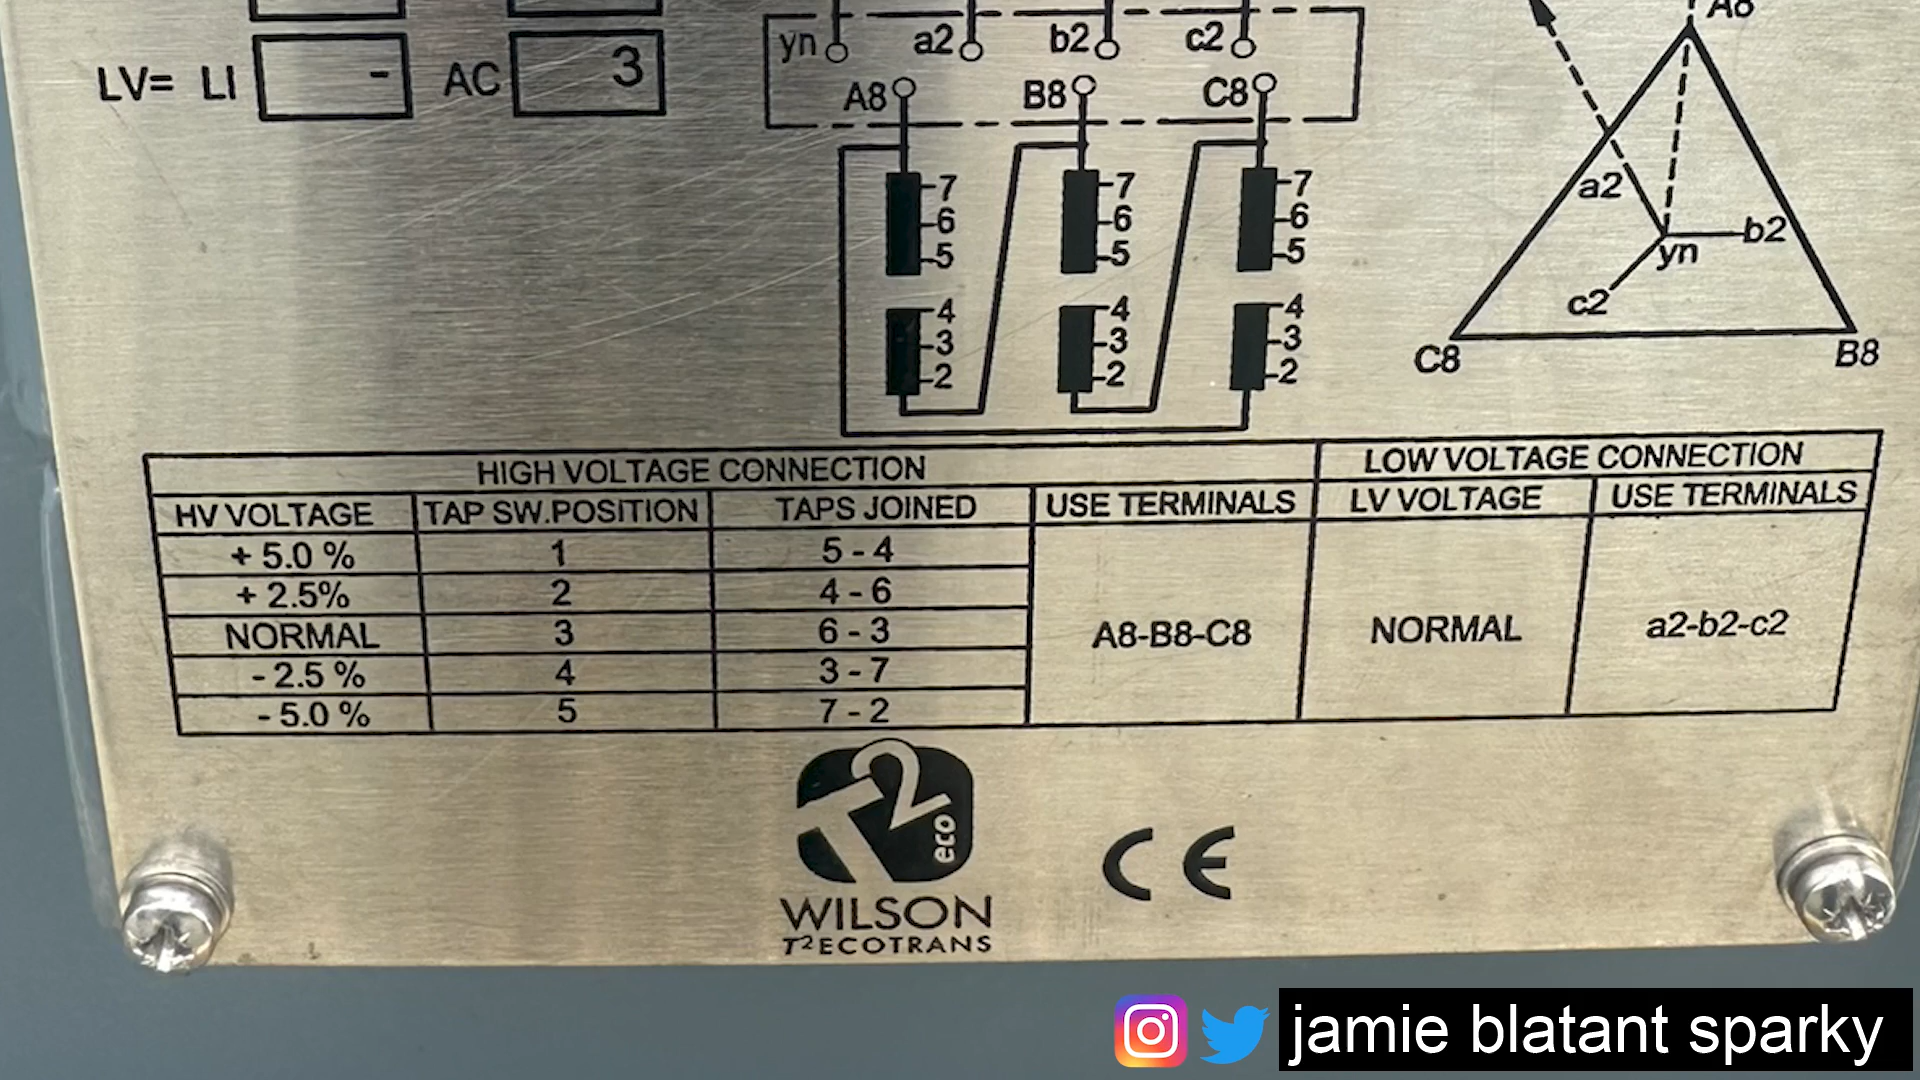 LV= LI - AC 3
yn a2 b2 c2
A8 B8 C8
A8
7 7 7
6 6 6
5 5 5
4 4 4
3 3 3
2 2 2
a2 b2
yn
c2
C8 B8
HIGH VOLTAGE CONNECTION LOW VOLTAGE CONNECTION
HV VOLTAGE TAP SW.POSITION TAPS JOINED USE TERMINALS LV VOLTAGE USE TERMINALS
+ 5.0 % 1 5 - 4
+ 2.5% 2 4 - 6
NORMAL 3 6 - 3 A8-B8-C8 NORMAL a2-b2-c2
- 2.5 % 4 3 - 7
- 5.0 % 5 7 - 2
T2 eco
WILSON
T2ECOTRANS
CE
jamie blatant sparky